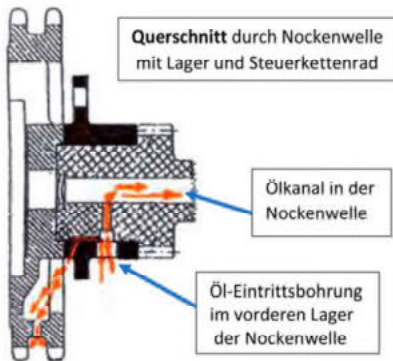 Querschnitt durch Nockenwelle
mit Lager und Steuerkettenrad
Ölkanal in der
Nockenwelle
Öl-Eintrittsbohrung
im vorderen Lager
der Nockenwelle